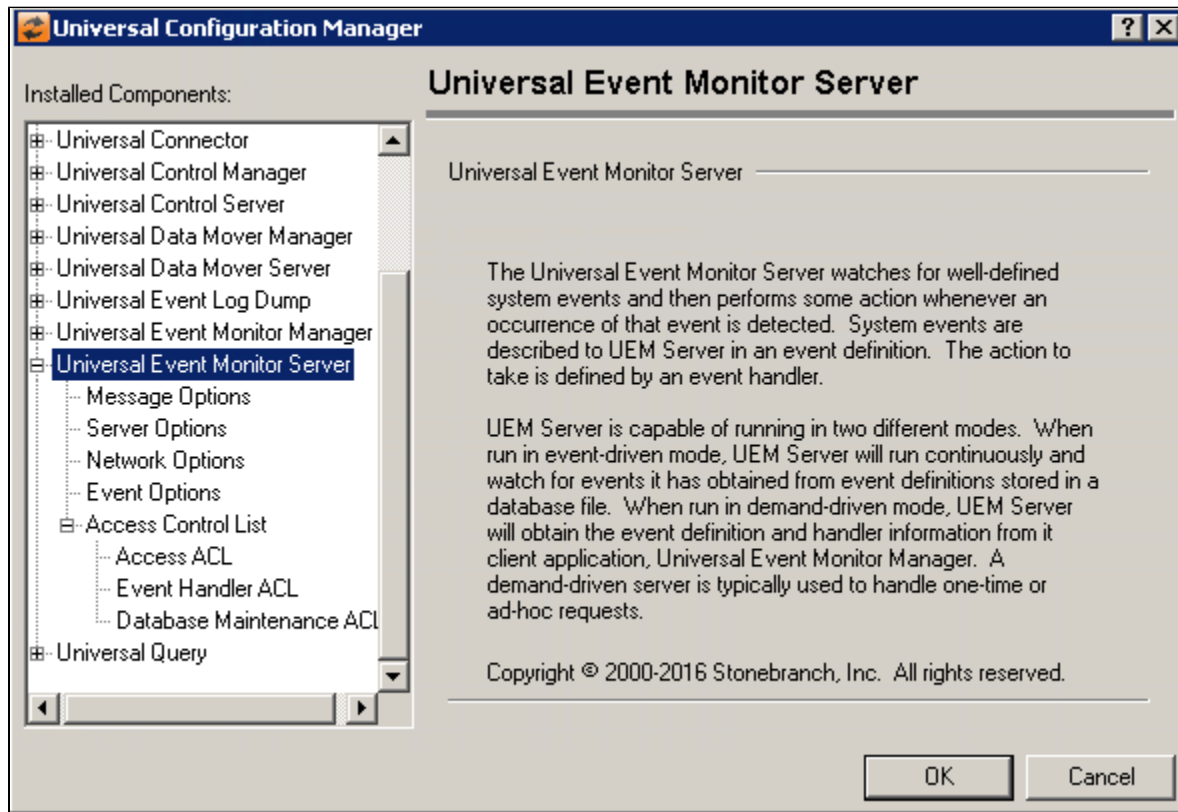 Universal Configuration Manager
Installed Components:
Universal Connector
Universal Control Manager
Universal Control Server
Universal Data Mover Manager
Universal Data Mover Server
Universal Event Log Dump
Universal Event Monitor Manager
Universal Event Monitor Server
Message Options
Server Options
Network Options
Event Options
Access Control List
Access ACL
Event Handler ACL
Database Maintenance ACL
Universal Query
Universal Event Monitor Server
Universal Event Monitor Server
The Universal Event Monitor Server watches for well-defined
system events and then performs some action whenever an
occurrence of that event is detected.  System events are
described to UEM Server in an event definition.  The action to
take is defined by an event handler.
UEM Server is capable of running in two different modes.  When
run in event-driven mode, UEM Server will run continuously and
watch for events it has obtained from event definitions stored in a
database file.  When run in demand-driven mode, UEM Server
will obtain the event definition and handler information from it
client application, Universal Event Monitor Manager.  A
demand-driven server is typically used to handle one-time or
ad-hoc requests.
Copyright © 2000-2016 Stonebranch, Inc.  All rights reserved.
OK
Cancel